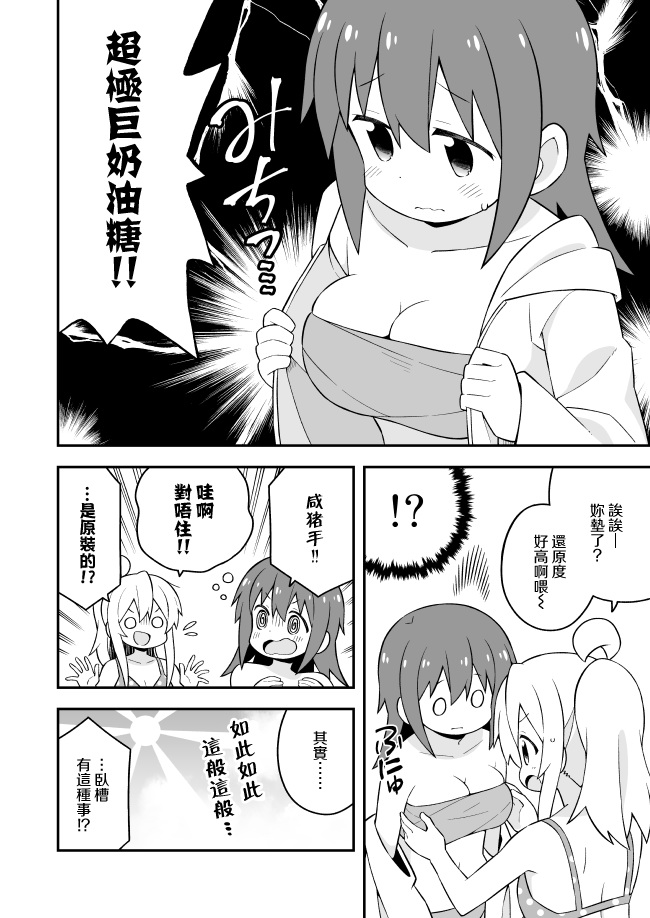 みちっ…
超極巨奶油糖!!
誒誒—
妳墊了?
還原度
好高啊喂~
!?
ふにゅ
咸猪手!!
哇啊
對唔住!!
…是原裝的!?
其實……
如此如此
這般這般…
…臥槽
有這種事!?